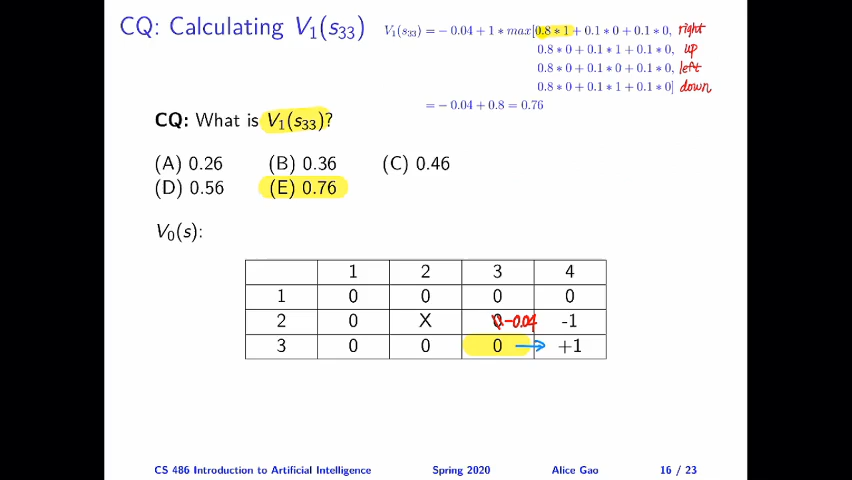 CQ: Calculating V₁(s₃₃)
V₁(s₃₃) = − 0.04 + 1 ∗ max[0.8 ∗ 1 + 0.1 ∗ 0 + 0.1 ∗ 0, right
0.8 ∗ 0 + 0.1 ∗ 1 + 0.1 ∗ 0, up
0.8 ∗ 0 + 0.1 ∗ 0 + 0.1 ∗ 0, left
0.8 ∗ 0 + 0.1 ∗ 1 + 0.1 ∗ 0] down
= − 0.04 + 0.8 = 0.76
CQ: What is V₁(s₃₃)?
(A) 0.26 (B) 0.36 (C) 0.46
(D) 0.56 (E) 0.76
V₀(s):
1 2 3 4
1 0 0 0 0
2 0 X 0 -0.04 -1
3 0 0 0 → +1
CS 486 Introduction to Artificial Intelligence Spring 2020 Alice Gao 16 / 23